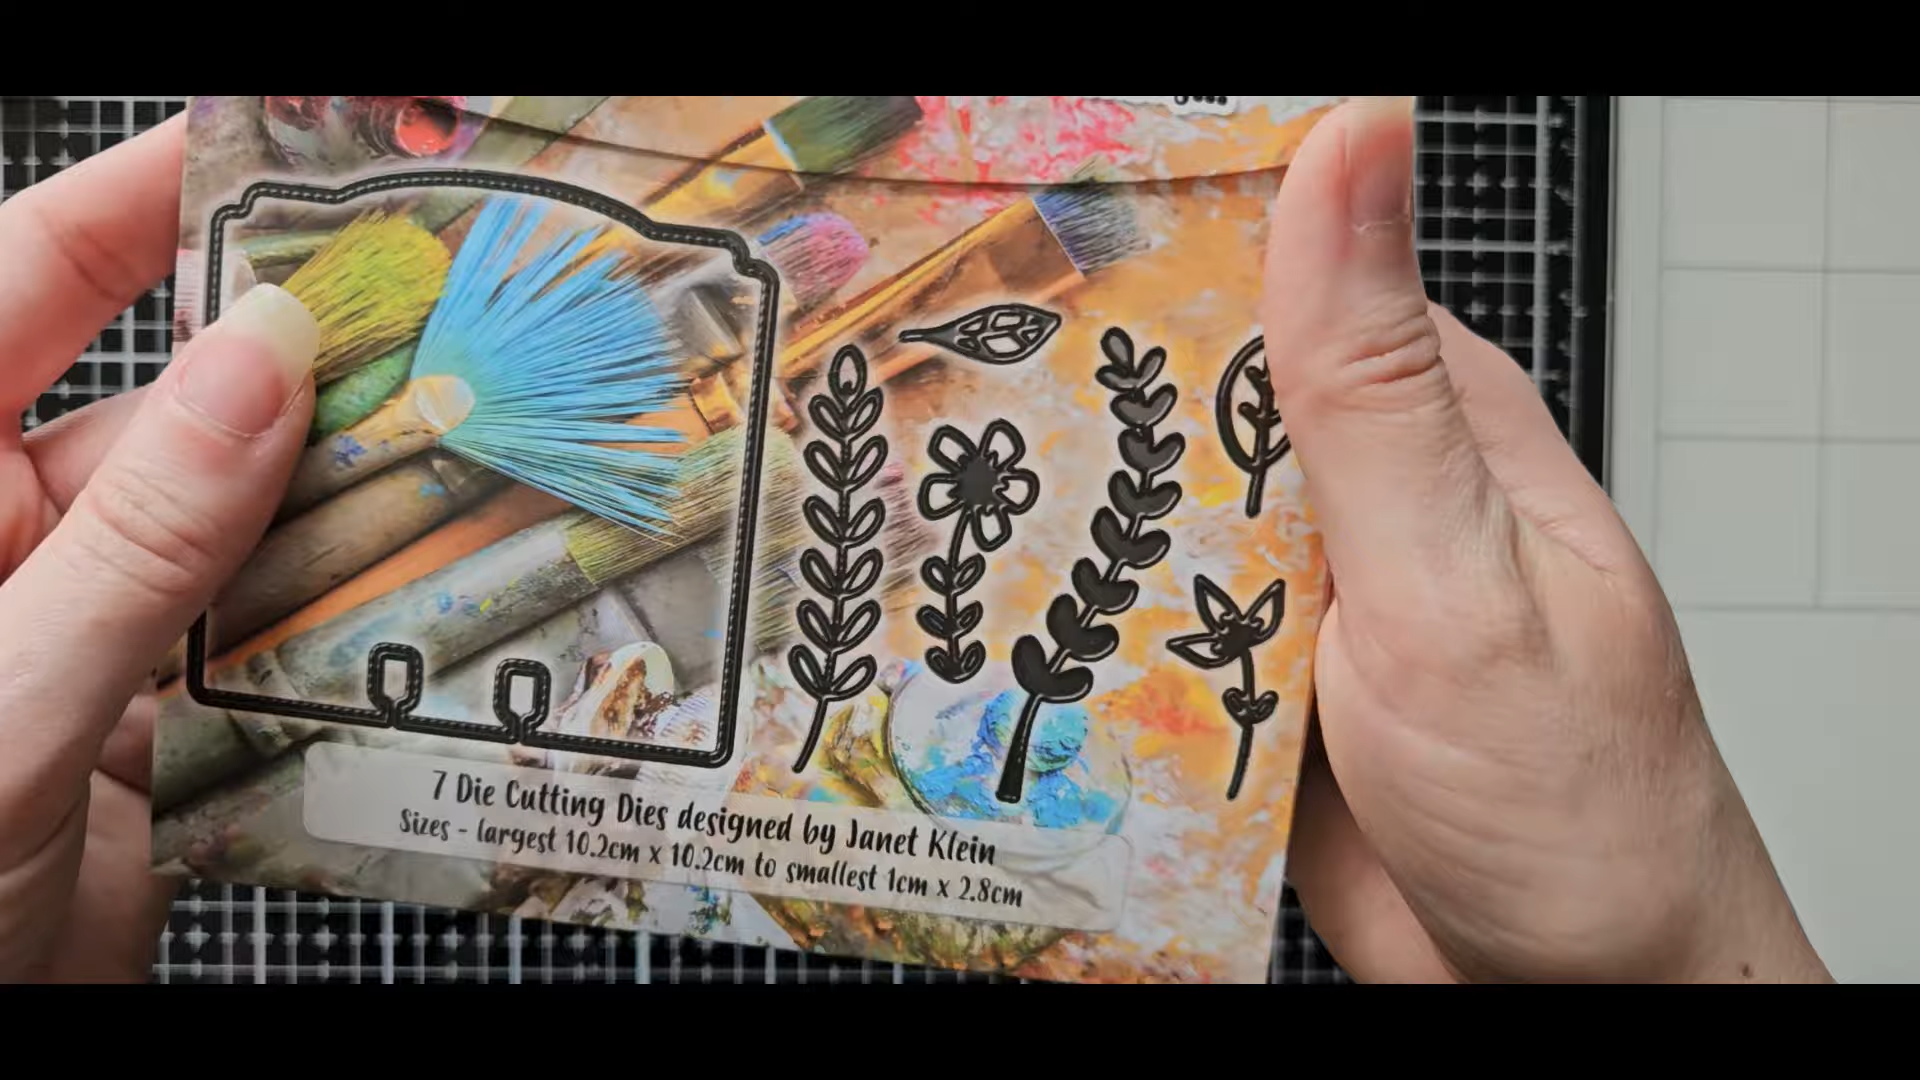 7 Die Cutting Dies designed by Janet Klein
Sizes - largest 10.2cm x 10.2cm to smallest 1cm x 2.8cm